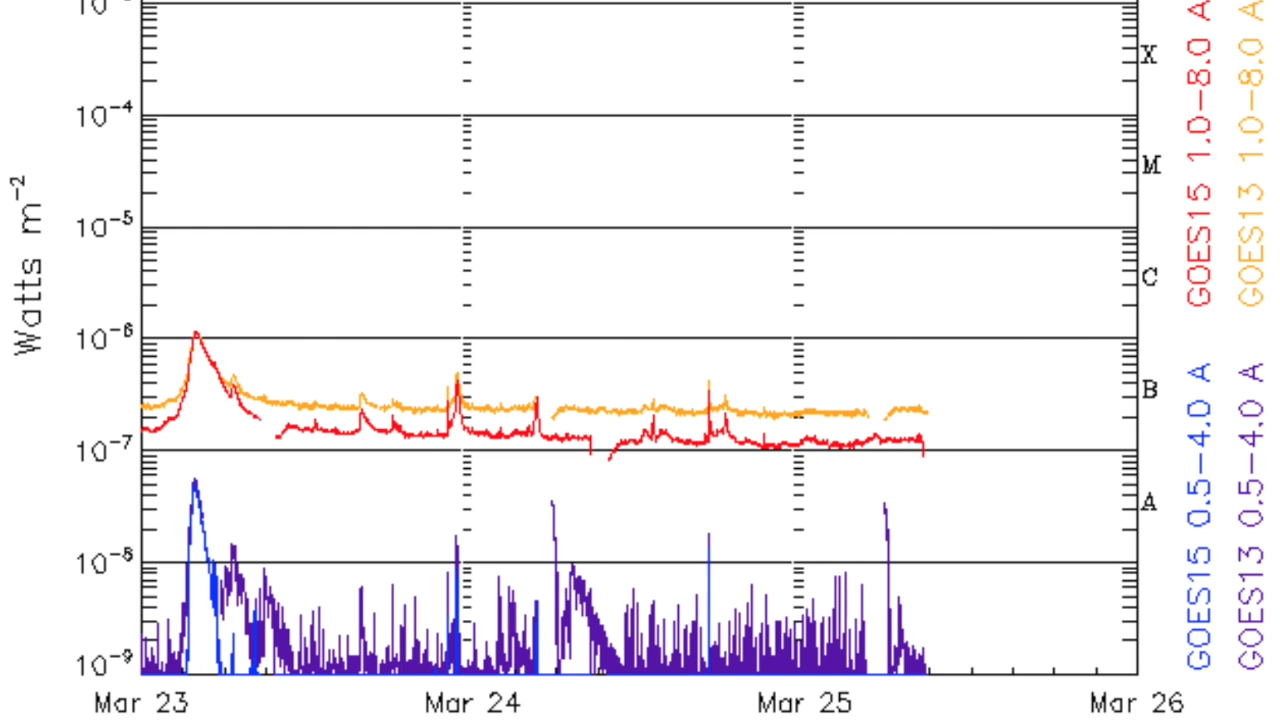 10⁻⁴
10⁻⁵
10⁻⁶
10⁻⁷
10⁻⁸
10⁻⁹
Watts m⁻²
Mar 23 Mar 24 Mar 25 Mar 26
X
M
C
B
A
GOES15 1.0-8.0 A
GOES13 1.0-8.0 A
GOES15 0.5-4.0 A
GOES13 0.5-4.0 A